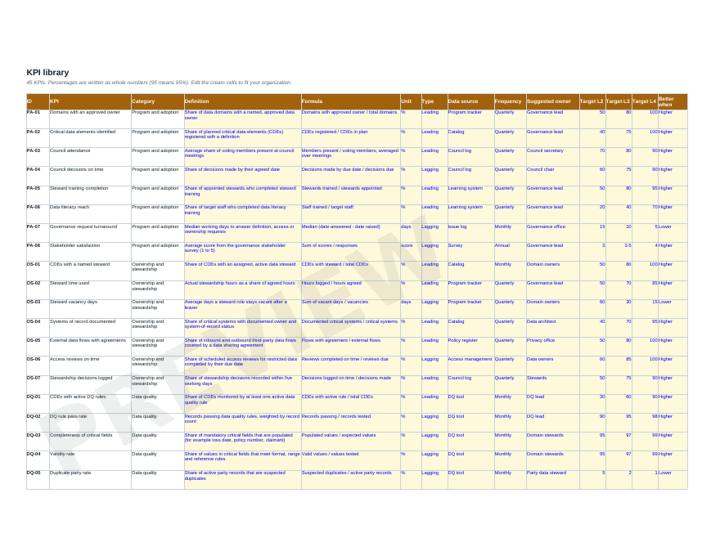 KPI library
45 KPIs. Percentages are written as whole numbers (95 means 95%). Edit the cream cells to fit your organization.
ID KPI Category Definition Formula Unit Type Data source Frequency Suggested owner Target L2 Target L3 Target L4 Better when
PA-01 Domains with an approved owner Program and adoption Share of data domains with a named, approved data owner Domains with approved owner / total domains % Leading Program tracker Quarterly Governance lead 50 80 100 Higher
PA-02 Critical data elements identified Program and adoption Share of planned critical data elements (CDEs) registered with a definition CDEs registered / CDEs in plan % Leading Catalog Quarterly Governance lead 40 75 100 Higher
PA-03 Council attendance Program and adoption Average share of voting members present at council meetings Members present / voting members, averaged over meetings % Leading Council log Quarterly Council secretary 70 80 90 Higher
PA-04 Council decisions on time Program and adoption Share of decisions made by their agreed date Decisions made by due date / decisions due % Lagging Council log Quarterly Council chair 60 75 90 Higher
PA-05 Steward training completion Program and adoption Share of appointed stewards who completed steward training Stewards trained / stewards appointed % Leading Learning system Quarterly Governance lead 50 80 95 Higher
PA-06 Data literacy reach Program and adoption Share of target staff who completed data literacy training Staff trained / target staff % Leading Learning system Quarterly Governance lead 20 40 70 Higher
PA-07 Governance request turnaround Program and adoption Median working days to answer definition, access or ownership requests Median (date answered - date raised) days Lagging Issue log Monthly Governance office 15 10 5 Lower
PA-08 Stakeholder satisfaction Program and adoption Average score from the governance stakeholder survey (1 to 5) Sum of scores / responses score Lagging Survey Annual Governance lead 3 3.5 4 Higher
OS-01 CDEs with a named steward Ownership and stewardship Share of CDEs with an assigned, active data steward CDEs with steward / total CDEs % Leading Catalog Monthly Domain owners 50 80 100 Higher
OS-02 Steward time used Ownership and stewardship Actual stewardship hours as a share of agreed hours Hours logged / hours agreed % Leading Program tracker Quarterly Governance lead 50 70 85 Higher
OS-03 Steward vacancy days Ownership and stewardship Average days a steward role stays vacant after a leaver Sum of vacant days / vacancies days Lagging Program tracker Quarterly Domain owners 60 30 15 Lower
OS-04 Systems of record documented Ownership and stewardship Share of critical systems with documented owner and system-of-record status Documented critical systems / critical systems % Leading Catalog Quarterly Data architect 40 70 95 Higher
OS-05 External data flows with agreements Ownership and stewardship Share of inbound and outbound third-party data flows covered by a data sharing agreement Flows with agreement / external flows % Leading Policy register Quarterly Privacy office 50 80 100 Higher
OS-06 Access reviews on time Ownership and stewardship Share of scheduled access reviews for restricted data completed by their due date Reviews completed on time / reviews due % Lagging Access management Quarterly Data owners 60 85 100 Higher
OS-07 Stewardship decisions logged Ownership and stewardship Share of stewardship decisions recorded within five working days Decisions logged on time / decisions made % Leading Council log Quarterly Stewards 50 75 90 Higher
DQ-01 CDEs with active DQ rules Data quality Share of CDEs monitored by at least one active data quality rule CDEs with active rule / total CDEs % Leading DQ tool Monthly DQ lead 30 60 90 Higher
DQ-02 DQ rule pass rate Data quality Records passing data quality rules, weighted by record count Records passing / records tested % Lagging DQ tool Monthly DQ lead 90 95 98 Higher
DQ-03 Completeness of critical fields Data quality Share of mandatory critical fields that are populated (for example loss date, policy number, claimant) Populated values / expected values % Lagging DQ tool Monthly Domain stewards 95 97 99 Higher
DQ-04 Validity rate Data quality Share of values in critical fields that meet format, range and reference rules Valid values / values tested % Lagging DQ tool Monthly Domain stewards 95 97 99 Higher
DQ-05 Duplicate party rate Data quality Share of active party records that are suspected duplicates Suspected duplicates / active party records % Lagging DQ tool Monthly Party data steward 5 2 1 Lower
PREVIEW